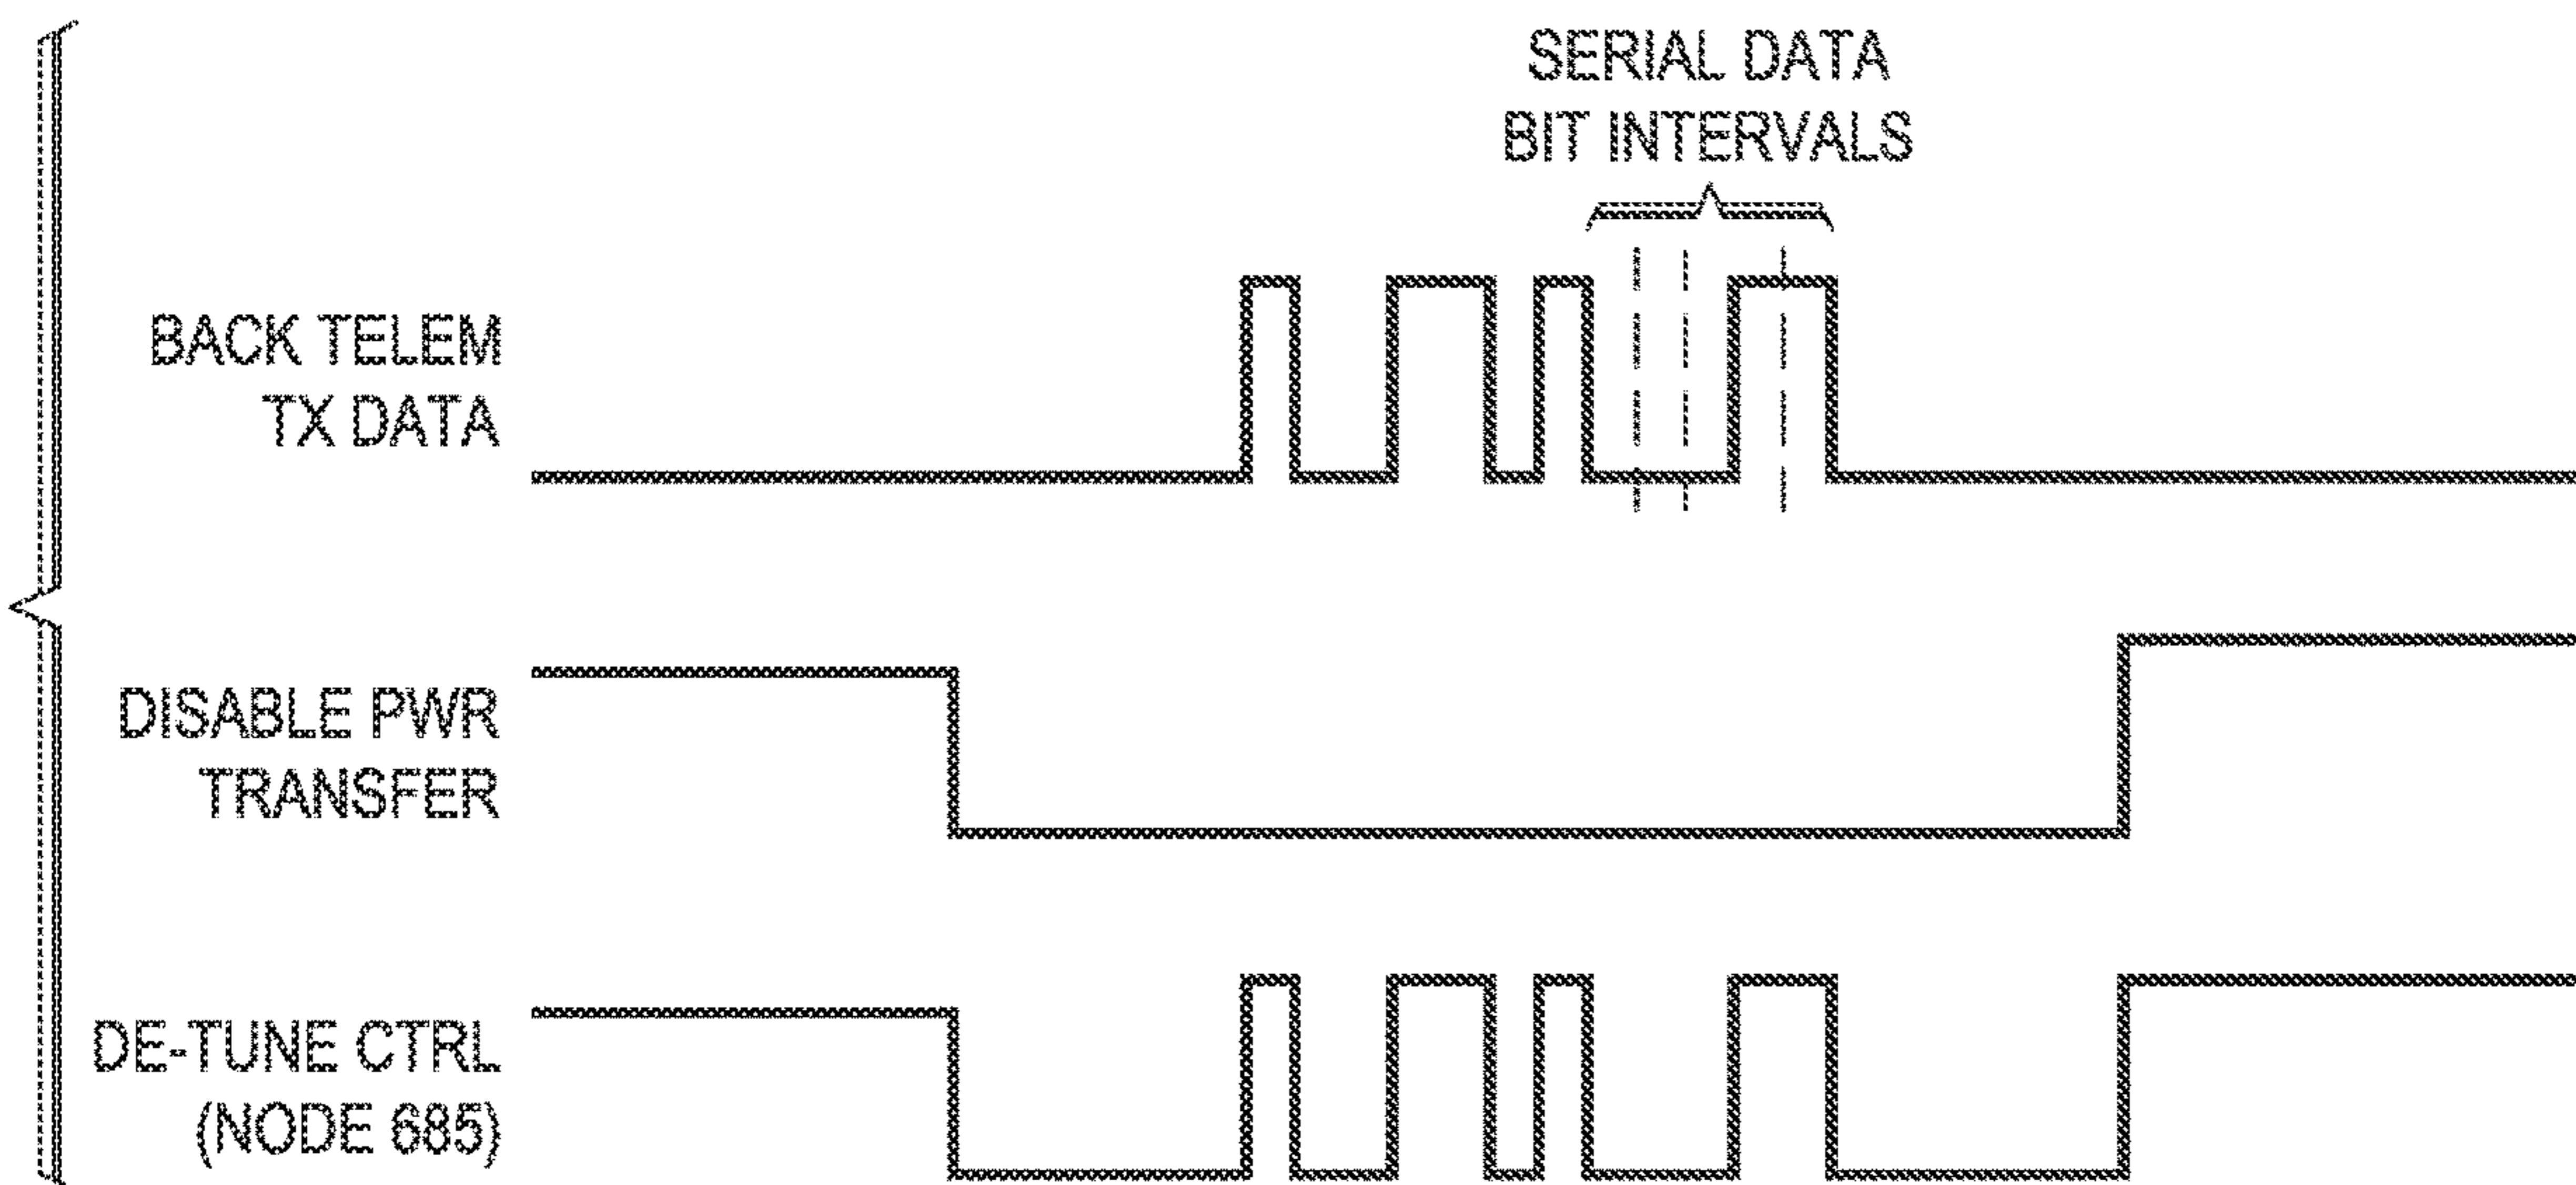 SERIAL DATA
BIT INTERVALS
BACK TELEM
TX DATA
DISABLE PWR
TRANSFER
DE-TUNE CTRL
(NODE 685)